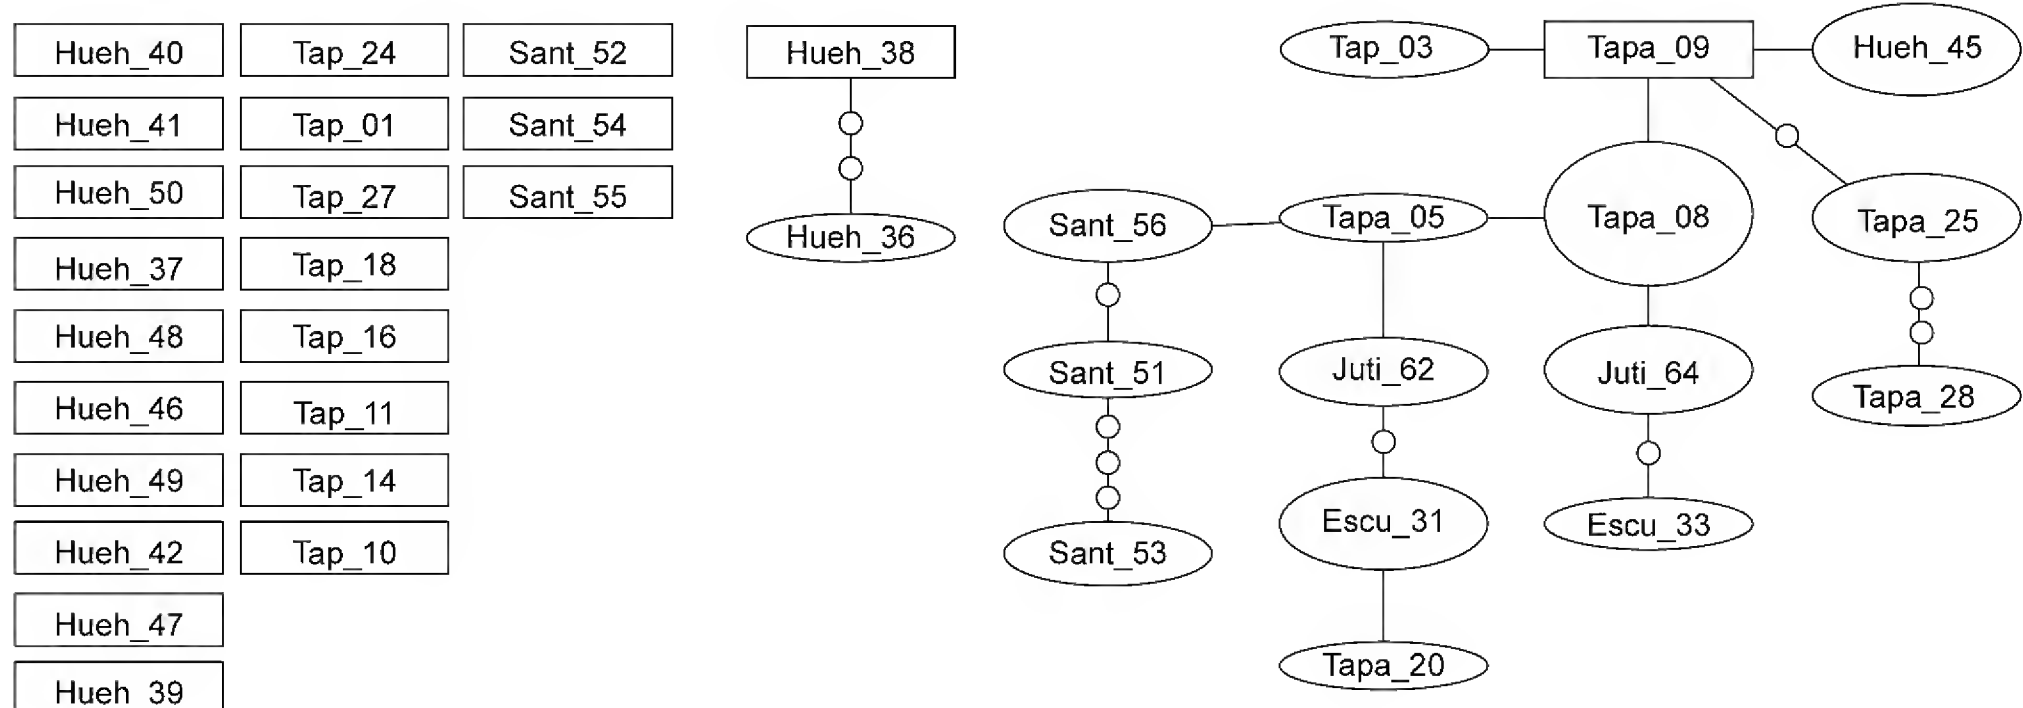 Hueh_40
Hueh_41
Hueh_50
Hueh_37
Hueh_48
Hueh_46
Hueh_49
Hueh_42
Hueh_47
Hueh_39
Tap_24
Tap_01
Tap_27
Tap_18
Tap_16
Tap_11
Tap_14
Tap_10
Sant_52
Sant_54
Sant_55
Hueh_38
Hueh_36
Tap_03
Tapa_09
Hueh_45
Sant_56
Tapa_05
Tapa_08
Tapa_25
Sant_51
Juti_62
Juti_64
Tapa_28
Sant_53
Escu_31
Escu_33
Tapa_20